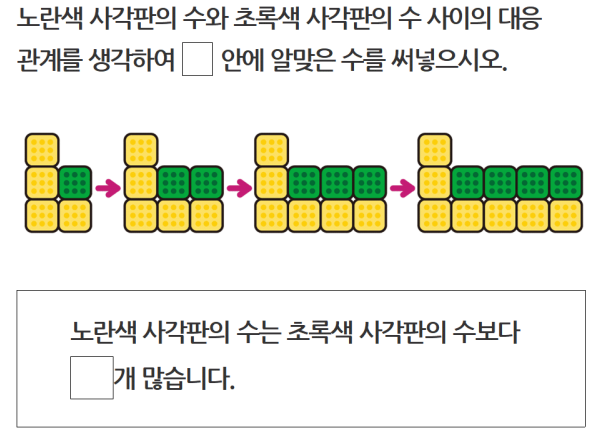 노란색 사각판의 수와 초록색 사각판의 수 사이의 대응
관계를 생각하여 □ 안에 알맞은 수를 써넣으시오.
노란색 사각판의 수는 초록색 사각판의 수보다
□개 많습니다.